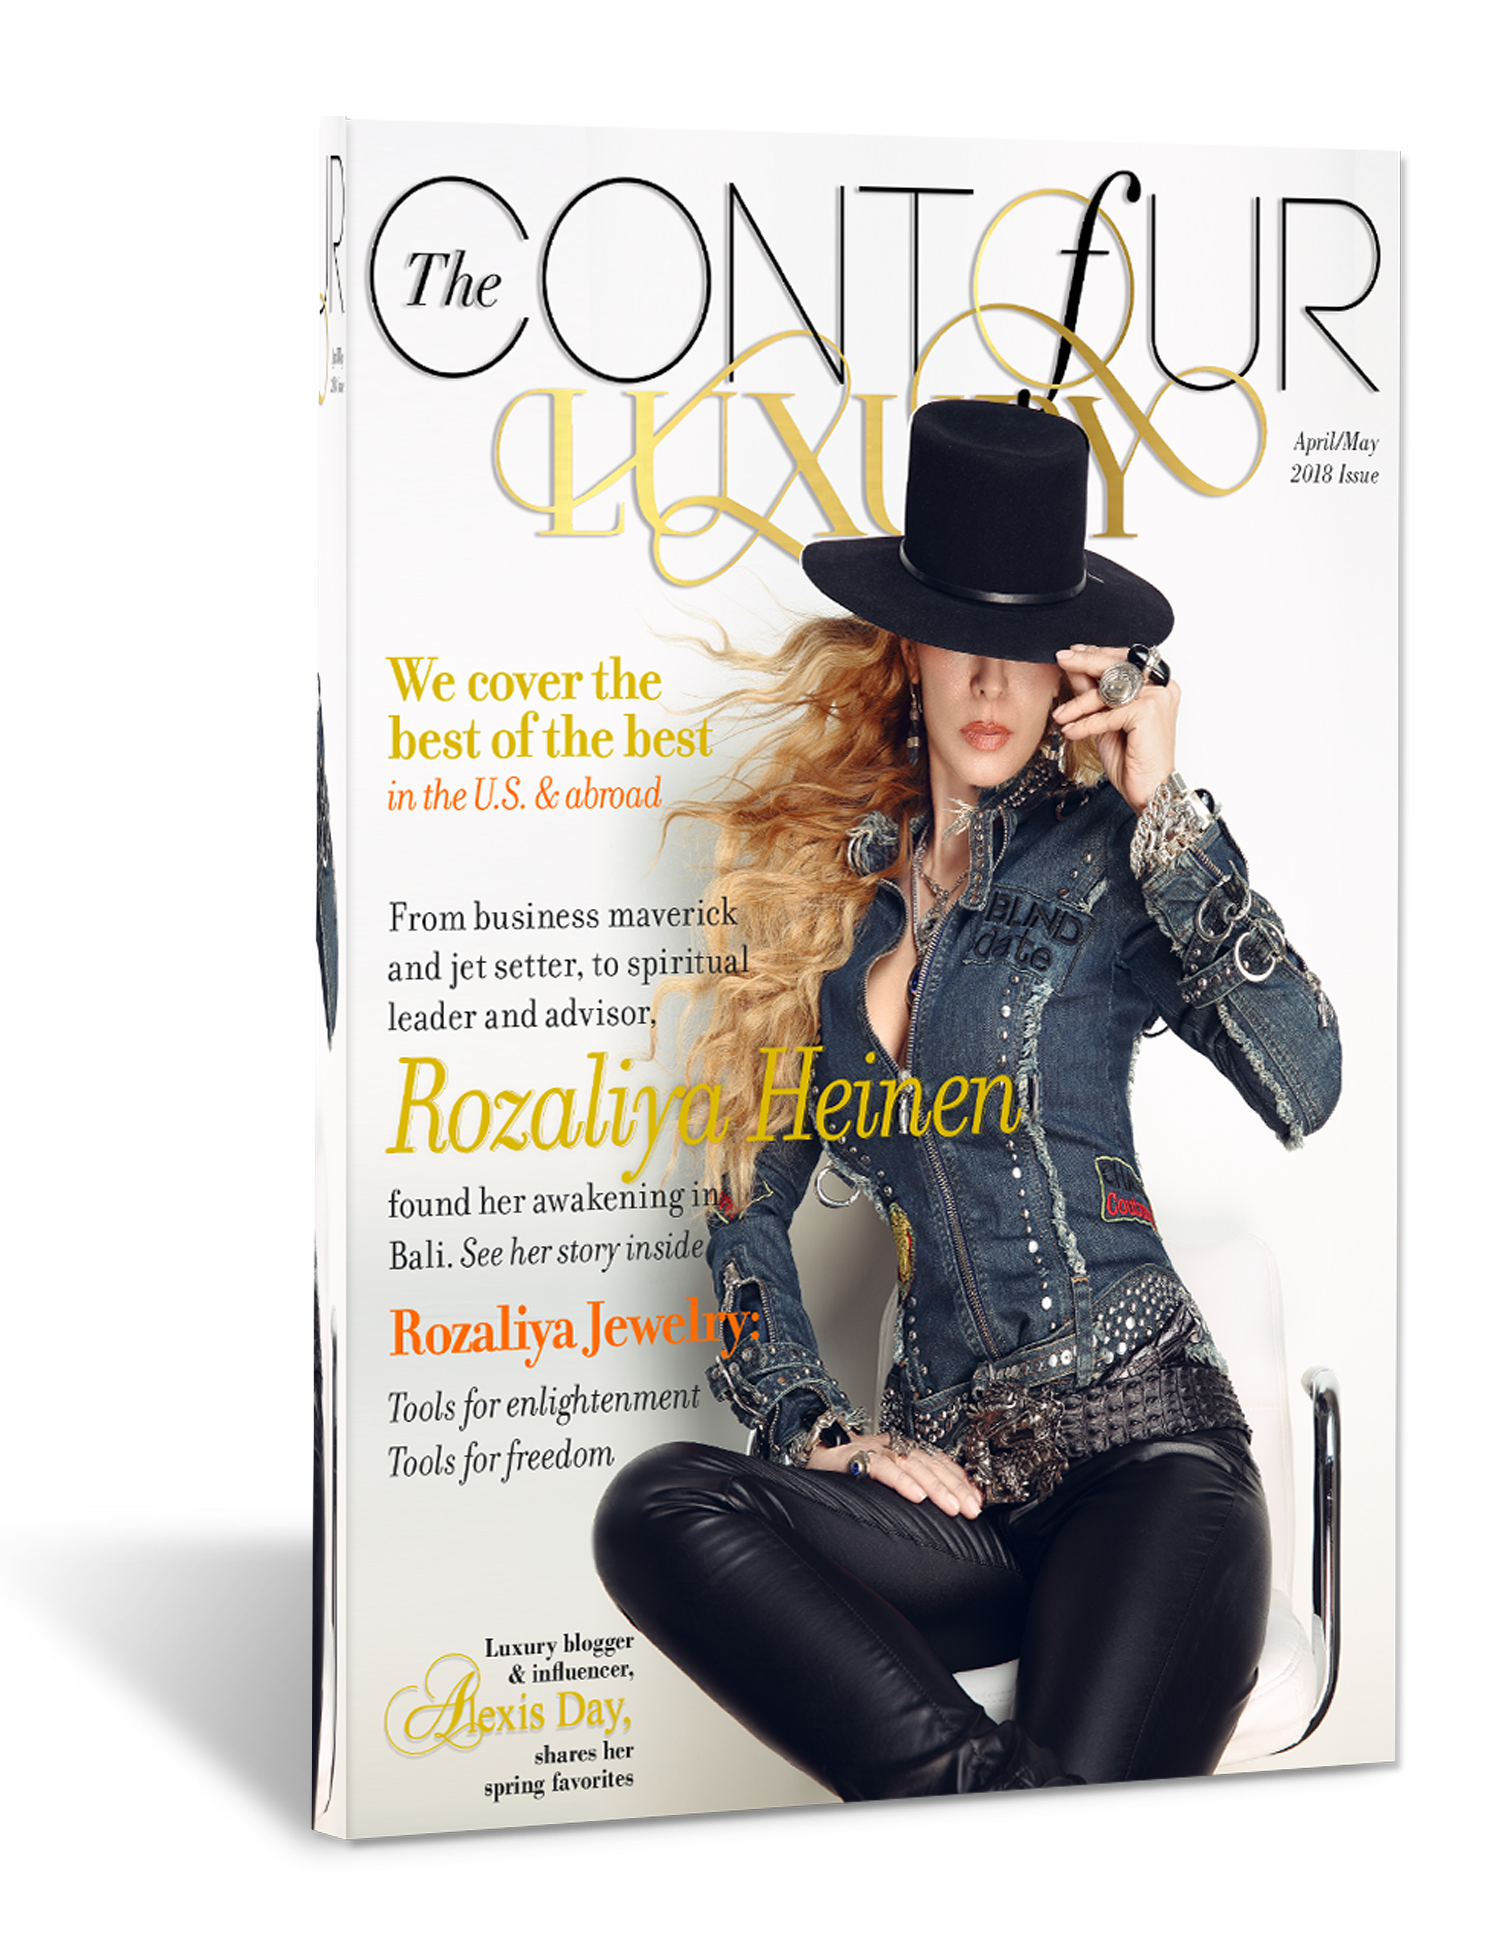 The CONTOUR
of
LUXURY
April/May
2018 Issue
We cover the
best of the best
in the U.S. & abroad
From business maverick
and jet setter, to spiritual
leader and advisor,
Rozaliya Heinen
found her awakening in
Bali. See her story inside
Rozaliya Jewelry:
Tools for enlightenment
Tools for freedom
Luxury blogger
& influencer,
Alexis Day,
shares her
spring favorites
BLIND
date